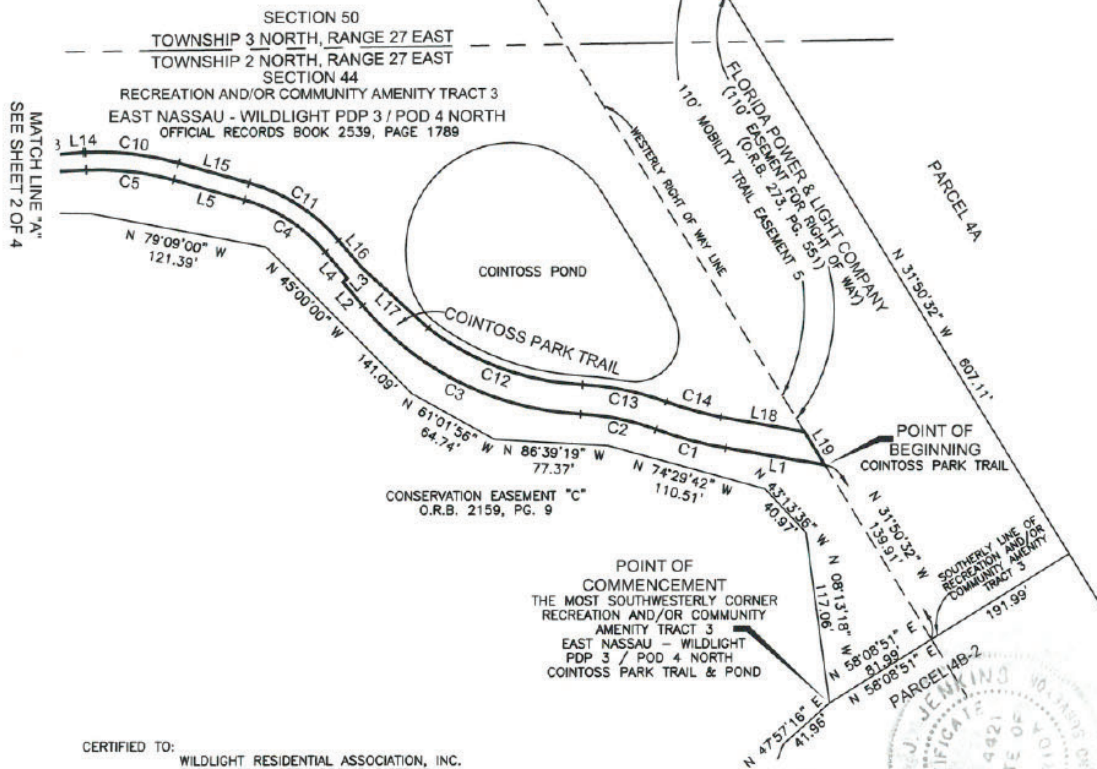 SECTION 50
TOWNSHIP 3 NORTH, RANGE 27 EAST
TOWNSHIP 2 NORTH, RANGE 27 EAST
SECTION 44
RECREATION AND/OR COMMUNITY AMENITY TRACT 3
EAST NASSAU - WILDLIGHT PDP 3 / POD 4 NORTH
OFFICIAL RECORDS BOOK 2539, PAGE 1789
MATCH LINE "A"
SEE SHEET 2 OF 4
3
L14
C10
L15
C11
L16
C5
L5
C4
L4
L3
L2
L17
N 79°09'00" W
121.39'
N 45°00'00" W
141.09'
COINTOSS POND
COINTOSS PARK TRAIL
C12
C13
C14
L18
L19
C3
C2
C1
L1
N 61°01'56" W
64.74'
N 86°39'19" W
77.37'
N 74°29'42" W
110.51'
N 43°13'36" W
40.97'
N 08°13'18" W
117.06'
WESTERLY RIGHT OF WAY LINE
110' MOBILITY TRAIL EASEMENT 5
FLORIDA POWER & LIGHT COMPANY
(110' EASEMENT FOR RIGHT OF WAY)
(O.R.B. 273, PG. 551)
PARCEL 4A
N 31°50'32" W
607.11'
POINT OF
BEGINNING
COINTOSS PARK TRAIL
N 31°50'32" W
139.91'
SOUTHERLY LINE OF
RECREATION AND/OR
COMMUNITY AMENITY
TRACT 3
191.99'
CONSERVATION EASEMENT "C"
O.R.B. 2159, PG. 9
POINT OF
COMMENCEMENT
THE MOST SOUTHWESTERLY CORNER
RECREATION AND/OR COMMUNITY
AMENITY TRACT 3
EAST NASSAU - WILDLIGHT
PDP 3 / POD 4 NORTH
COINTOSS PARK TRAIL & POND
N 58°08'51" E
81.99'
N 58°08'51" E
PARCEL 4B-2
N 47°57'16" E
41.96'
JENKINS
4421
CERTIFIED TO:
WILDLIGHT RESIDENTIAL ASSOCIATION, INC.